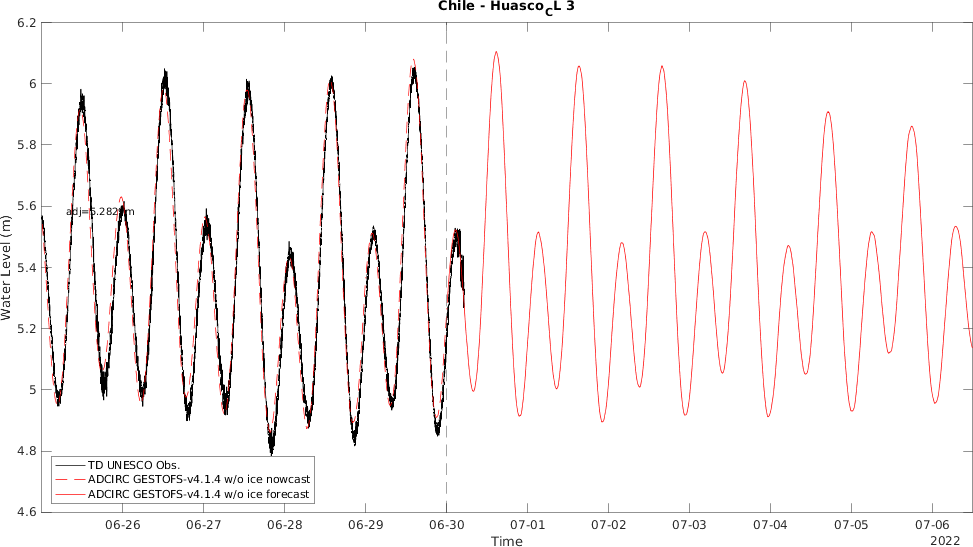 Chile - Huasco_CL 3
6.2
6
5.8
5.6
5.4
5.2
5
4.8
4.6
Water Level (m)
adj=5.282 m
TD UNESCO Obs.
ADCIRC GESTOFS-v4.1.4 w/o ice nowcast
ADCIRC GESTOFS-v4.1.4 w/o ice forecast
06-26 06-27 06-28 06-29 06-30 07-01 07-02 07-03 07-04 07-05 07-06
Time
2022